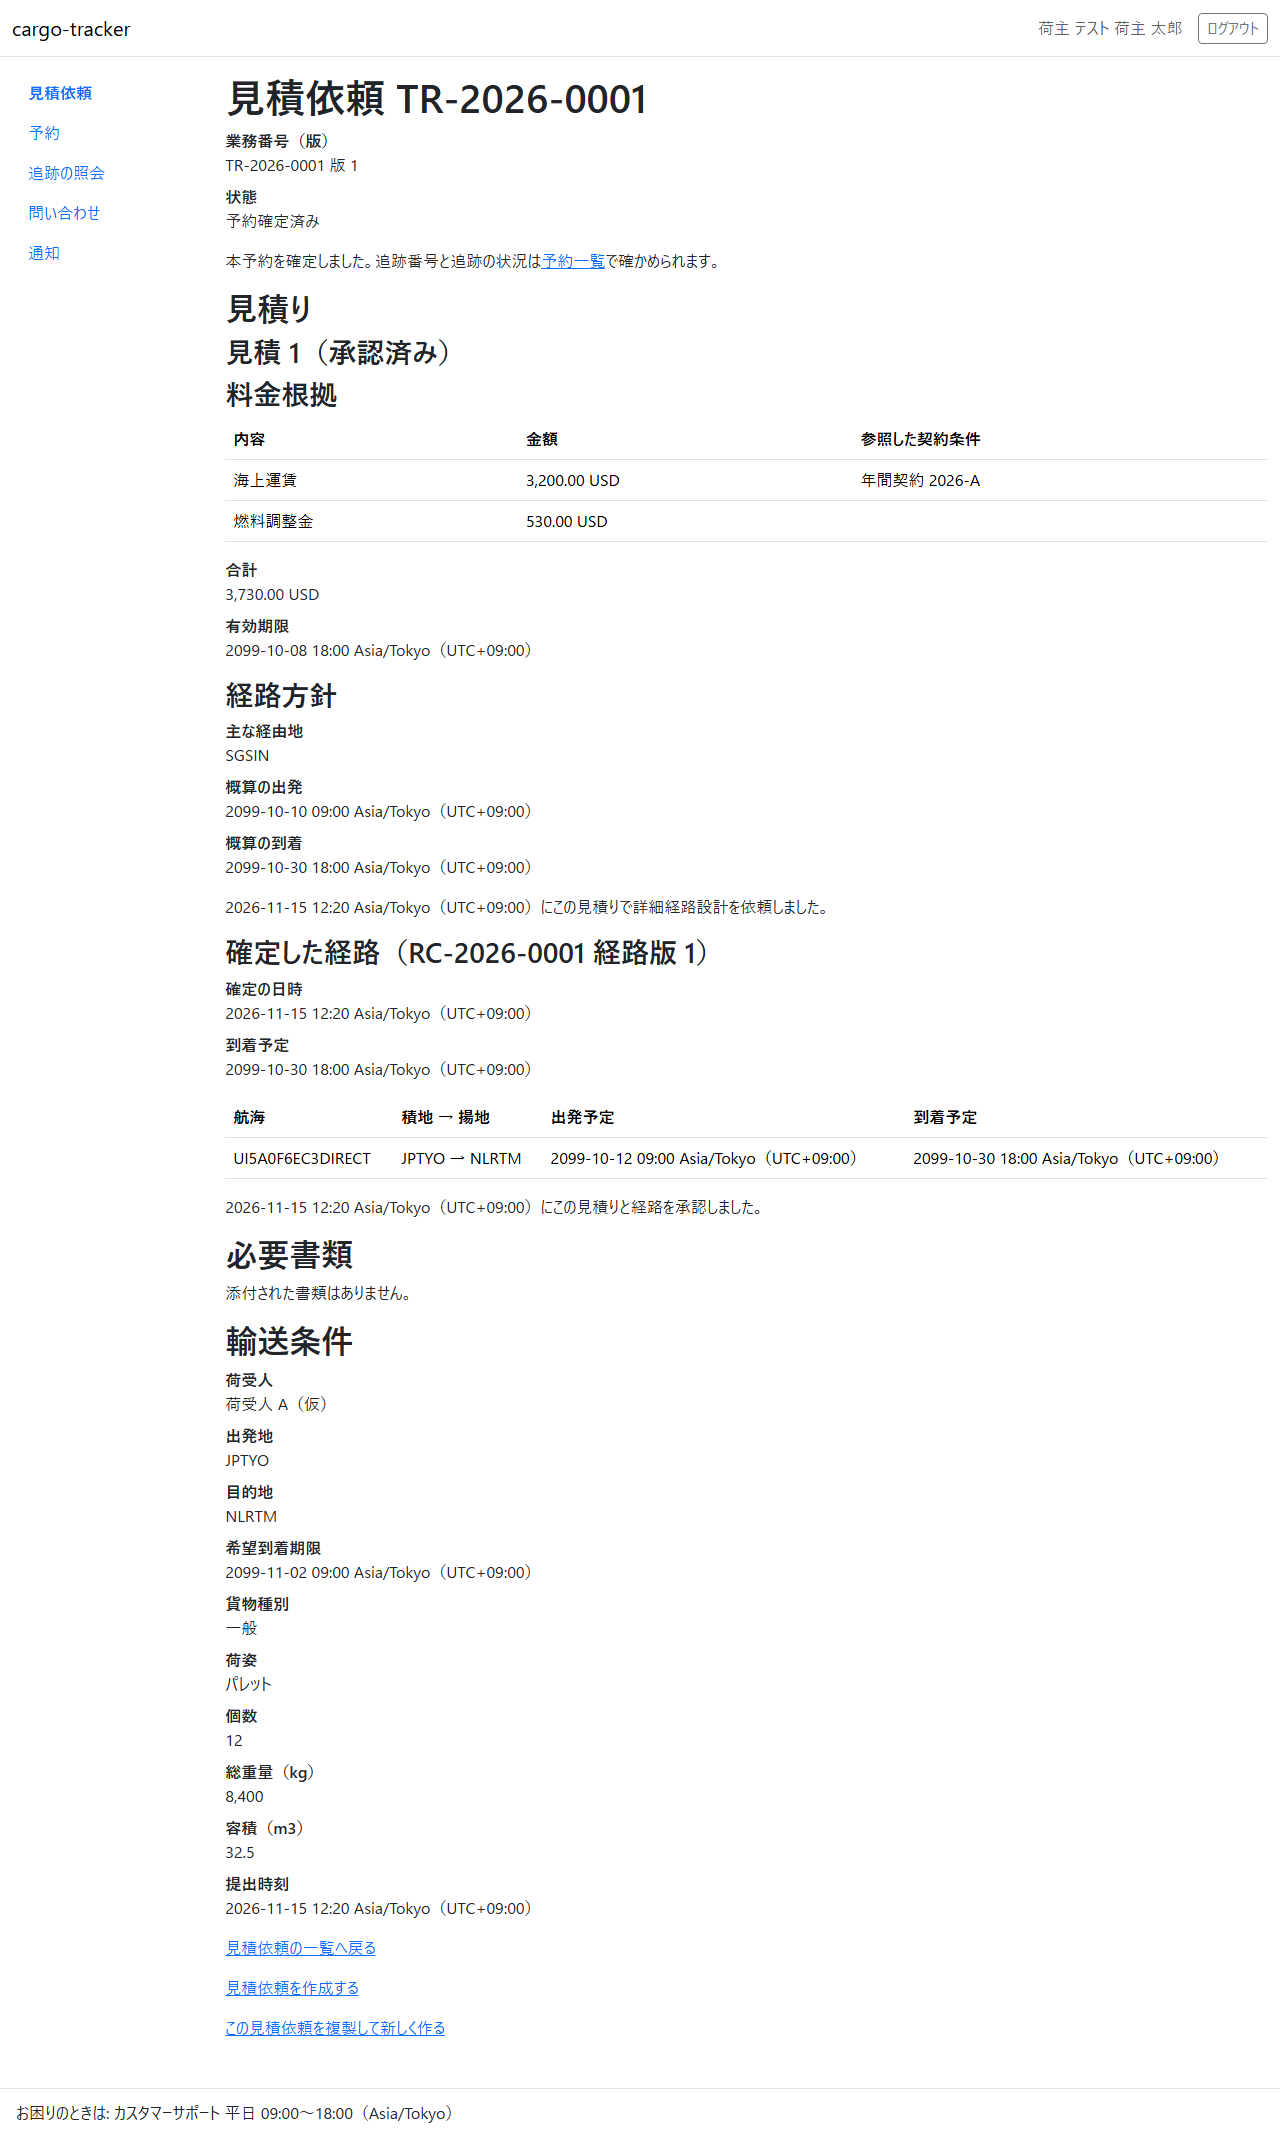 cargo-tracker
荷主 テスト 荷主 太郎
ログアウト
見積依頼
予約
追跡の照会
問い合わせ
通知
見積依頼 TR-2026-0001
業務番号（版）
TR-2026-0001 版 1
状態
予約確定済み
本予約を確定しました。追跡番号と追跡の状況は予約一覧で確かめられます。
見積り
見積 1（承認済み）
料金根拠
内容 金額 参照した契約条件
海上運賃 3,200.00 USD 年間契約 2026-A
燃料調整金 530.00 USD
合計
3,730.00 USD
有効期限
2099-10-08 18:00 Asia/Tokyo（UTC+09:00）
経路方針
主な経由地
SGSIN
概算の出発
2099-10-10 09:00 Asia/Tokyo（UTC+09:00）
概算の到着
2099-10-30 18:00 Asia/Tokyo（UTC+09:00）
2026-11-15 12:20 Asia/Tokyo（UTC+09:00）にこの見積りで詳細経路設計を依頼しました。
確定した経路（RC-2026-0001 経路版 1）
確定の日時
2026-11-15 12:20 Asia/Tokyo（UTC+09:00）
到着予定
2099-10-30 18:00 Asia/Tokyo（UTC+09:00）
航海 積地 → 揚地 出発予定 到着予定
UI5A0F6EC3DIRECT JPTYO → NLRTM 2099-10-12 09:00 Asia/Tokyo（UTC+09:00） 2099-10-30 18:00 Asia/Tokyo（UTC+09:00）
2026-11-15 12:20 Asia/Tokyo（UTC+09:00）にこの見積りと経路を承認しました。
必要書類
添付された書類はありません。
輸送条件
荷受人
荷受人 A（仮）
出発地
JPTYO
目的地
NLRTM
希望到着期限
2099-11-02 09:00 Asia/Tokyo（UTC+09:00）
貨物種別
一般
荷姿
パレット
個数
12
総重量（kg）
8,400
容積（m3）
32.5
提出時刻
2026-11-15 12:20 Asia/Tokyo（UTC+09:00）
見積依頼の一覧へ戻る
見積依頼を作成する
この見積依頼を複製して新しく作る
お困りのときは: カスタマーサポート 平日 09:00～18:00（Asia/Tokyo）